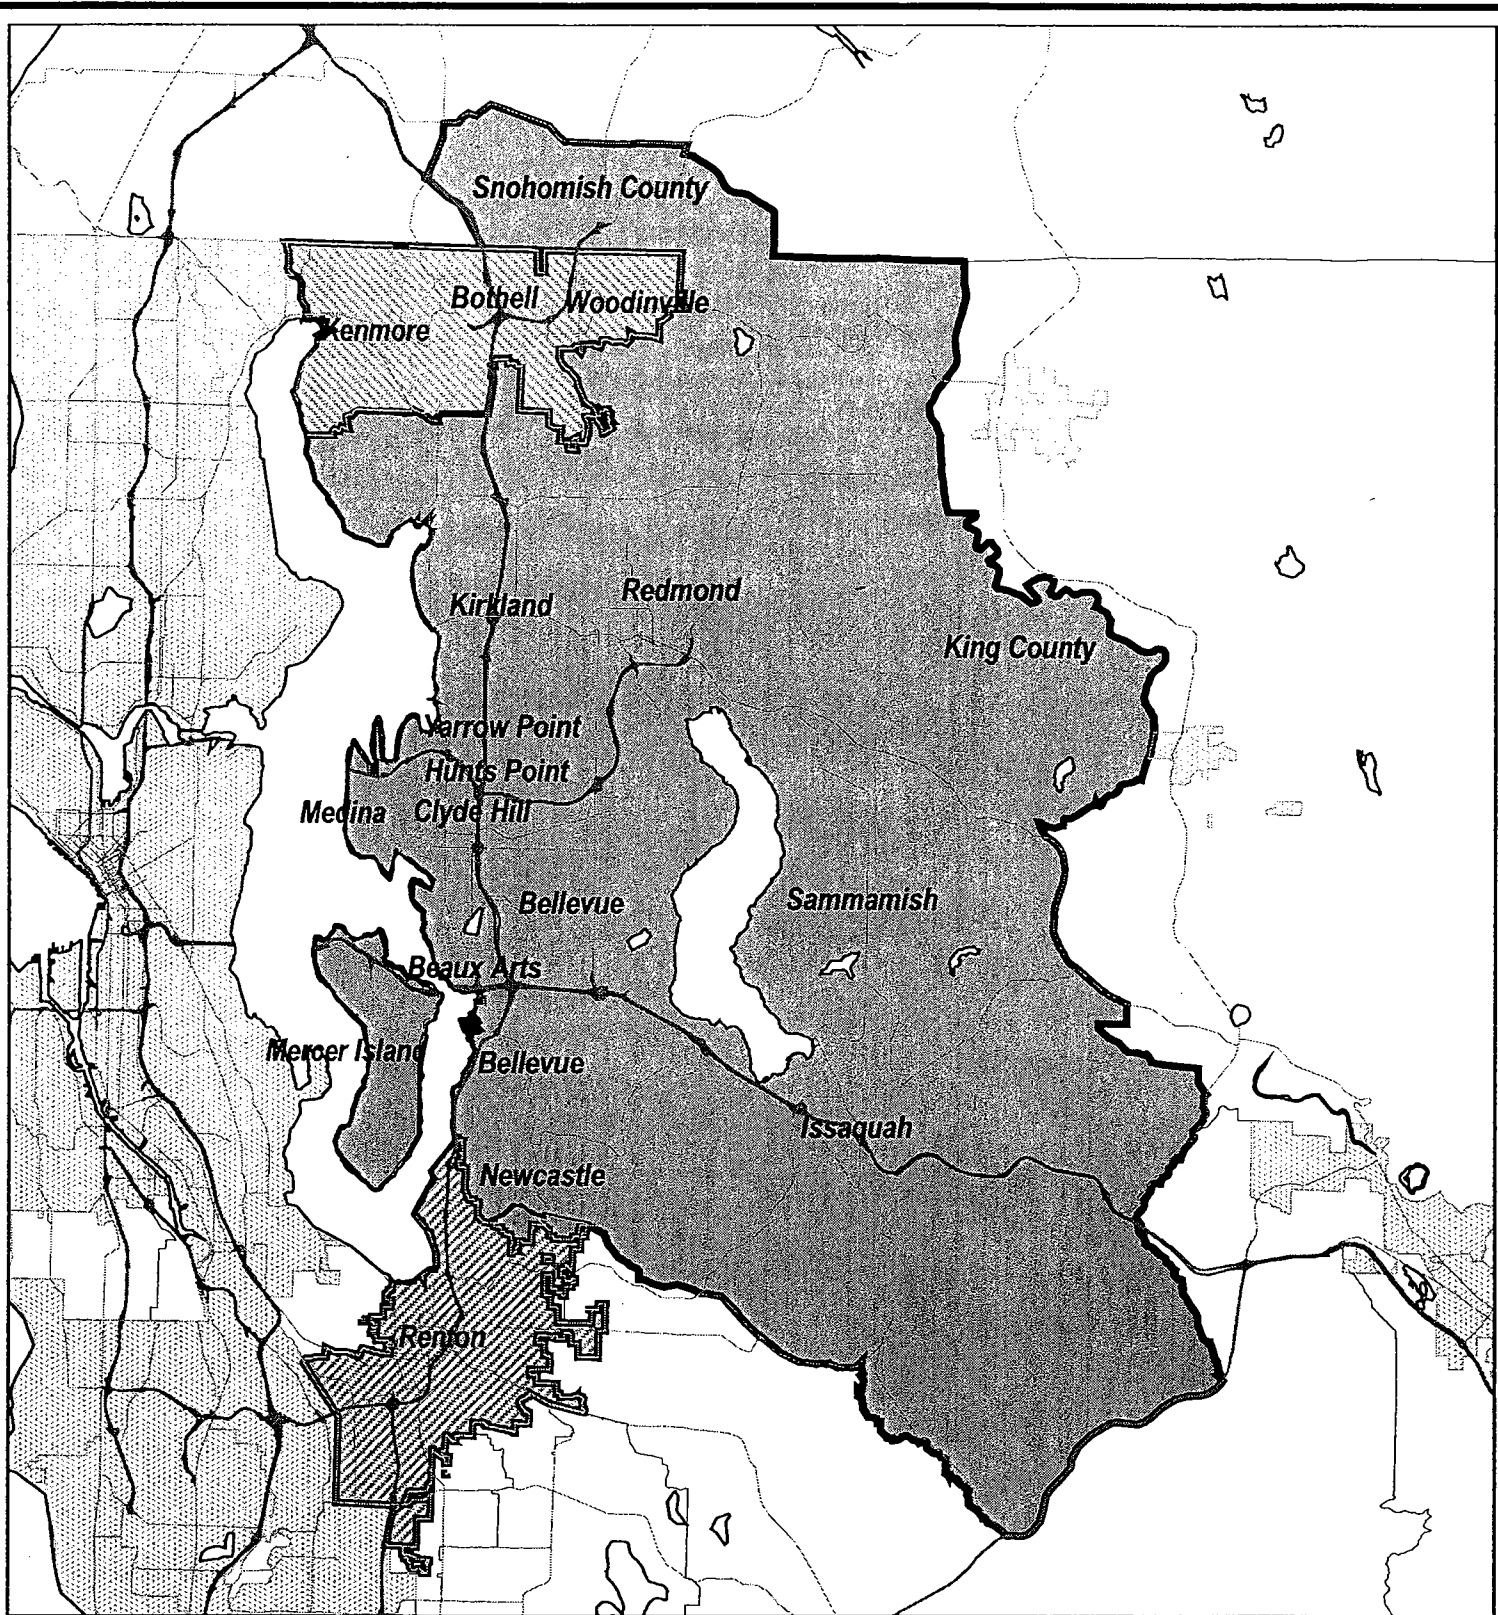 Snohomish County
Bothell
Woodinville
Kenmore
Redmond
Kirkland
King County
Yarrow Point
Hunts Point
Medina
Clyde Hill
Bellevue
Sammamish
Beaux Arts
Mercer Island
Bellevue
Issaquah
Newcastle
Renton